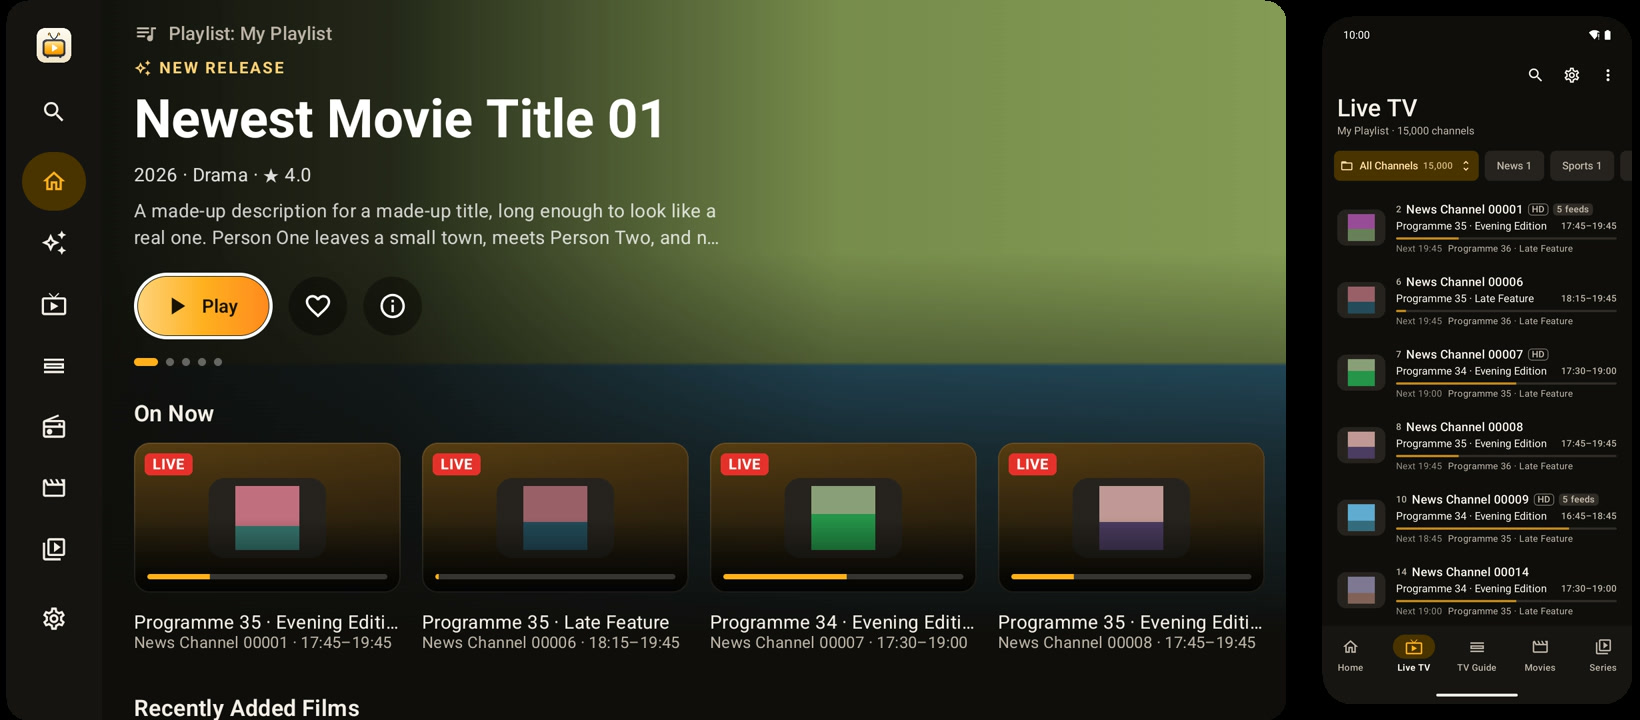 Playlist: My Playlist
NEW RELEASE
Newest Movie Title 01
2026 · Drama · ★ 4.0
A made-up description for a made-up title, long enough to look like a
real one. Person One leaves a small town, meets Person Two, and n…
Play
On Now
LIVE
LIVE
LIVE
LIVE
Programme 35 · Evening Editi…
News Channel 00001 · 17:45–19:45
Programme 35 · Late Feature
News Channel 00006 · 18:15–19:45
Programme 34 · Evening Editi…
News Channel 00007 · 17:30–19:00
Programme 35 · Evening Editi…
News Channel 00008 · 17:45–19:45
Recently Added Films
10:00
Live TV
My Playlist · 15,000 channels
All Channels 15,000
News 1
Sports 1
2 News Channel 00001 HD 5 feeds
Programme 35 · Evening Edition 17:45–19:45
Next 19:45 Programme 36 · Late Feature
6 News Channel 00006
Programme 35 · Late Feature 18:15–19:45
Next 19:45 Programme 36 · Late Feature
7 News Channel 00007 HD
Programme 34 · Evening Edition 17:30–19:00
Next 19:00 Programme 35 · Late Feature
8 News Channel 00008
Programme 35 · Evening Edition 17:45–19:45
Next 19:45 Programme 36 · Late Feature
10 News Channel 00009 HD 5 feeds
Programme 34 · Evening Edition 16:45–18:45
Next 18:45 Programme 35 · Late Feature
14 News Channel 00014
Programme 34 · Evening Edition 17:30–19:00
Next 19:00 Programme 35 · Late Feature
Home
Live TV
TV Guide
Movies
Series